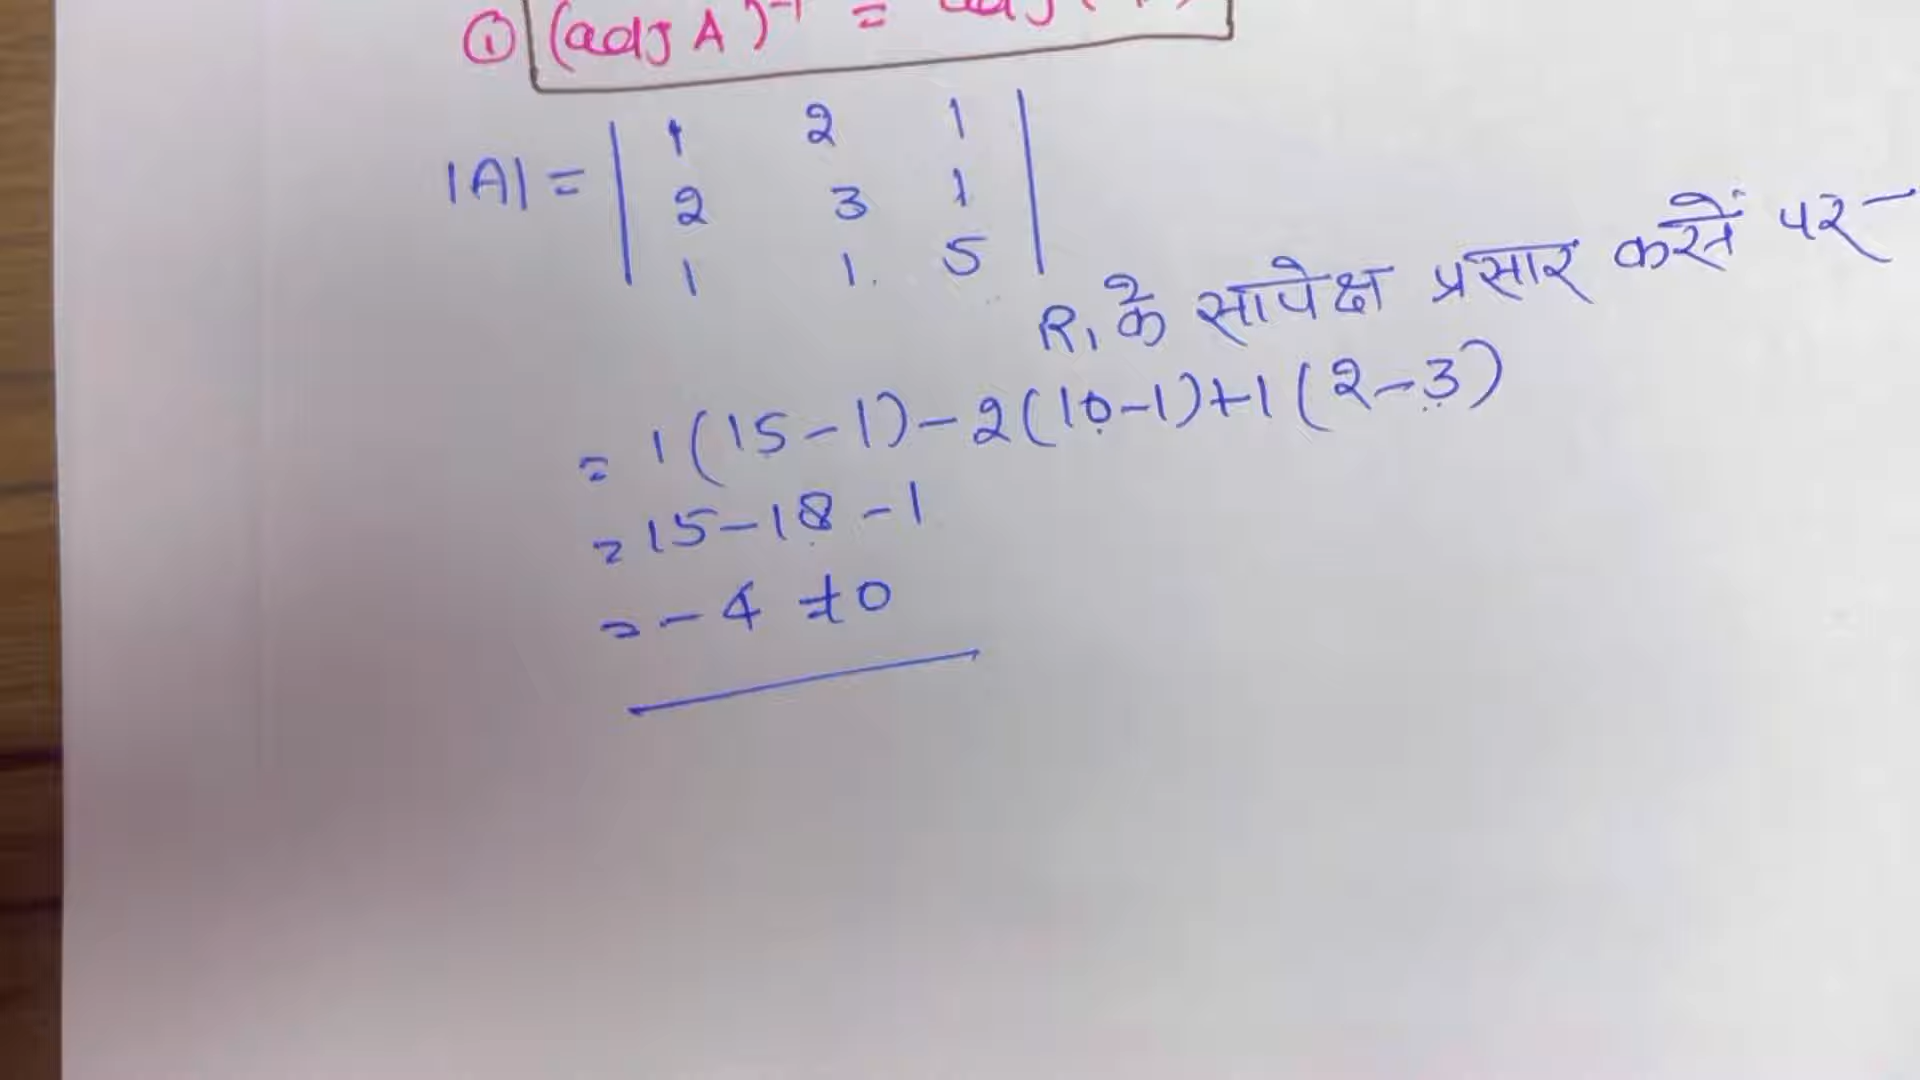 ① (adj A)⁻¹ =
|A| = | 1 2 1 |
| 2 3 1 |
| 1 1 5 |
R₁ के सापेक्ष प्रसार करतें पर -
= 1(15-1)-2(10-1)+1(2-3)
= 15-18-1
= -4 ≠0